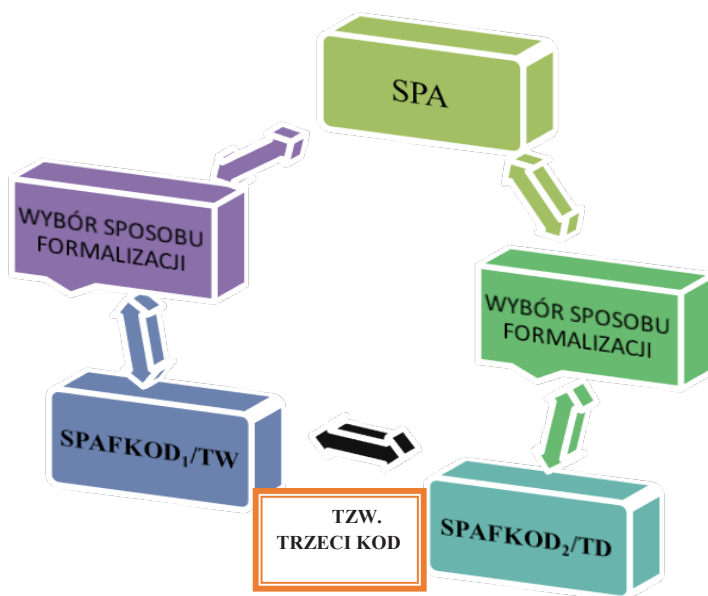 SPA
WYBÓR SPOSOBU
FORMALIZACJI
WYBÓR SPOSOBU
FORMALIZACJI
SPAFKOD₁/TW
TZW.
TRZECI KOD
SPAFKOD₂/TD